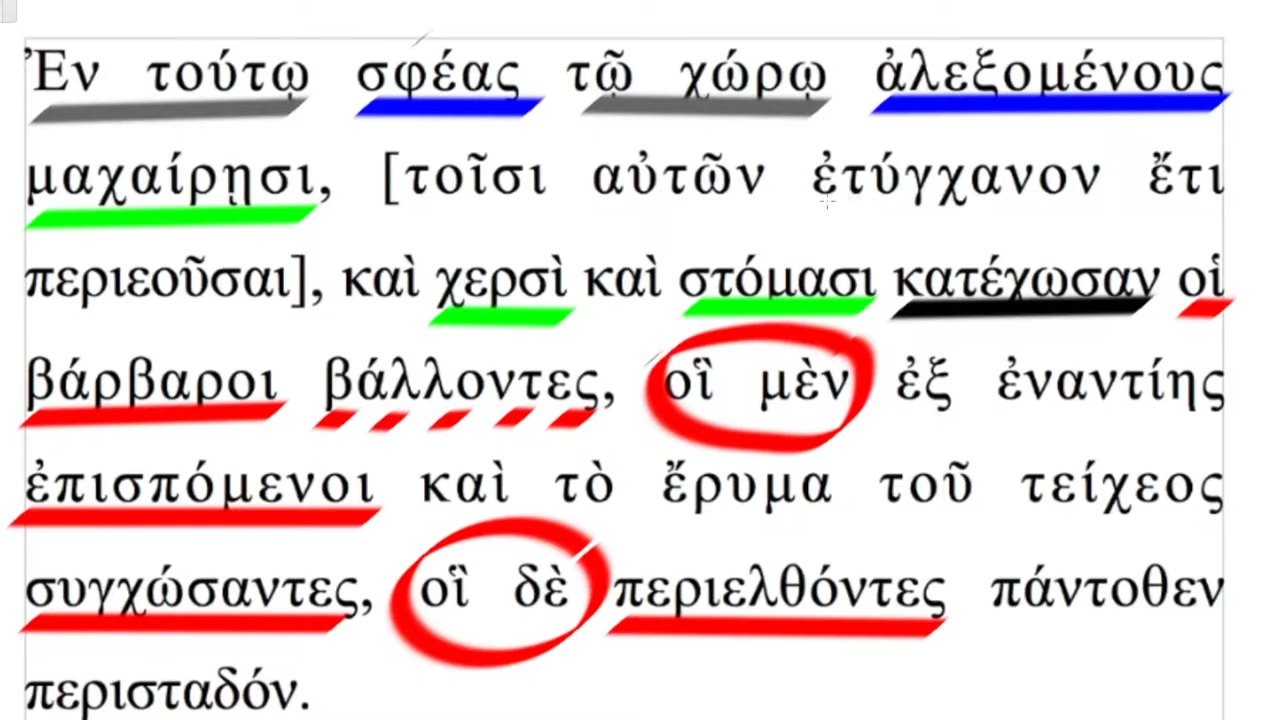 Ἐν τούτῳ σφέας τῷ χώρῳ ἀλεξομένους
μαχαίρῃσι, [τοῖσι αὐτῶν ἐτύγχανον ἔτι
περιεοῦσαι], καὶ χερσὶ καὶ στόμασι κατέχωσαν οἱ
βάρβαροι βάλλοντες, οἳ μὲν ἐξ ἐναντίης
ἐπισπόμενοι καὶ τὸ ἔρυμα τοῦ τείχεος
συγχώσαντες, οἳ δὲ περιελθόντες πάντοθεν
περισταδόν.